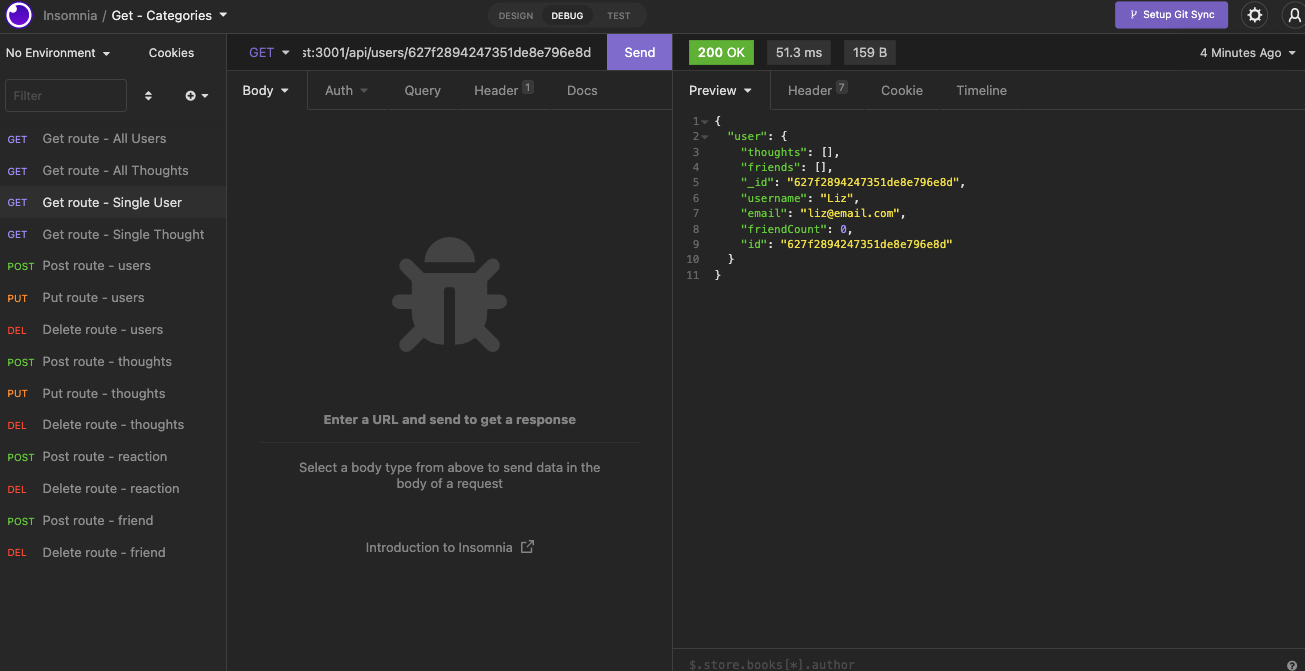 Insomnia / Get - Categories
DESIGN DEBUG TEST
Setup Git Sync
No Environment Cookies
Filter
GET Get route - All Users
GET Get route - All Thoughts
GET Get route - Single User
GET Get route - Single Thought
POST Post route - users
PUT Put route - users
DEL Delete route - users
POST Post route - thoughts
PUT Put route - thoughts
DEL Delete route - thoughts
POST Post route - reaction
DEL Delete route - reaction
POST Post route - friend
DEL Delete route - friend
GET st:3001/api/users/627f2894247351de8e796e8d Send
Body Auth Query Header 1 Docs
Enter a URL and send to get a response
Select a body type from above to send data in the
body of a request
Introduction to Insomnia
200 OK 51.3 ms 159 B 4 Minutes Ago
Preview Header 7 Cookie Timeline
1 {
2 "user": {
3 "thoughts": [],
4 "friends": [],
5 "_id": "627f2894247351de8e796e8d",
6 "username": "Liz",
7 "email": "liz@email.com",
8 "friendCount": 0,
9 "id": "627f2894247351de8e796e8d"
10 }
11 }
$.store.books[*].author